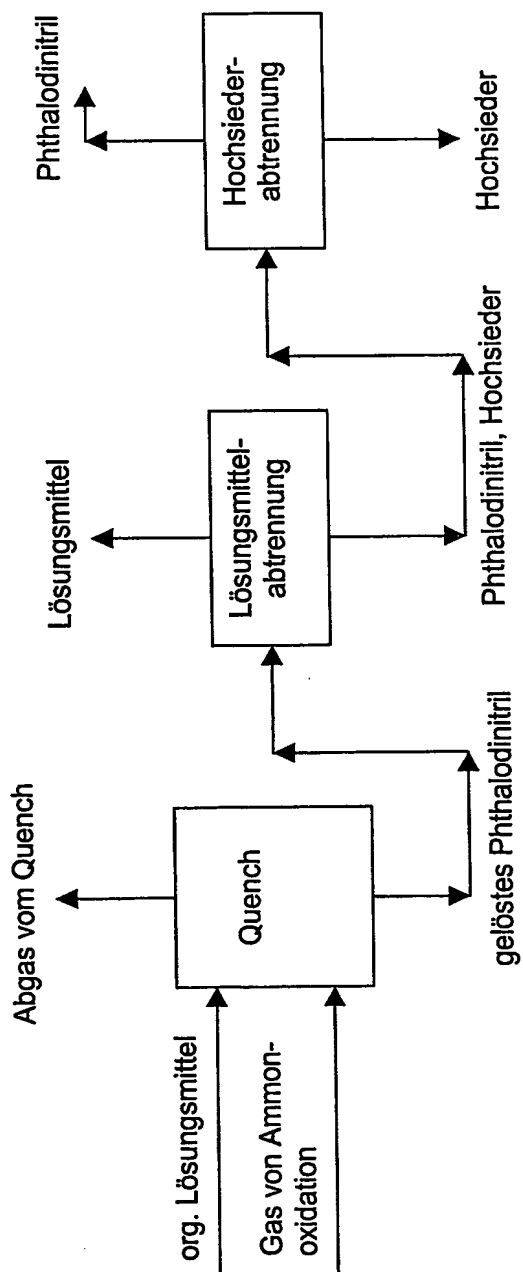 Abgas vom Quench
org. Lösungsmittel
Gas von Ammon-
oxidation
Quench
gelöstes Phthalodinitril
Lösungsmittel
Lösungsmittel-
abtrennung
Phthalodinitril, Hochsieder
Phthalodinitril
Hochsieder-
abtrennung
Hochsieder